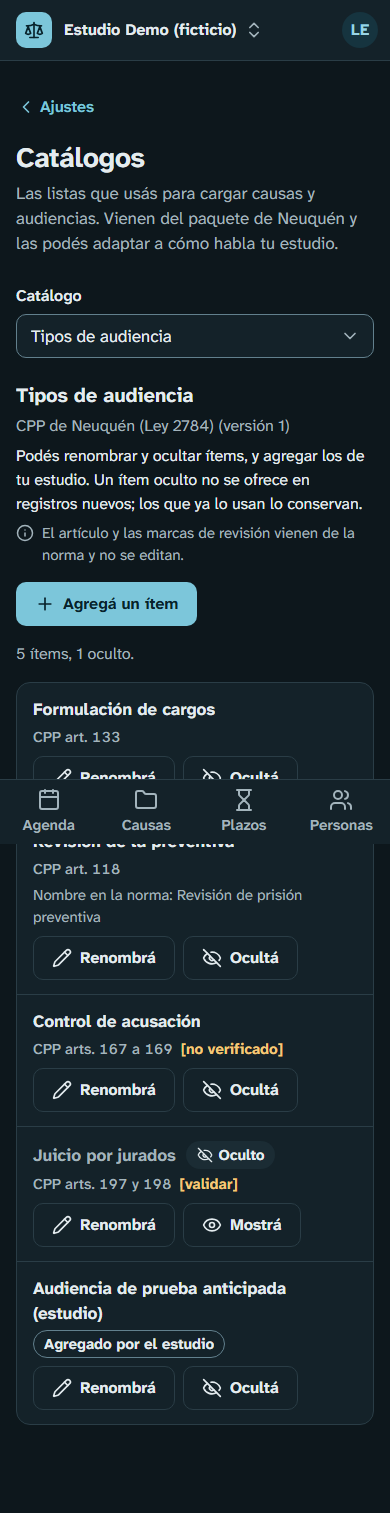 Estudio Demo (ficticio)
LE
Ajustes
Catálogos
Las listas que usás para cargar causas y
audiencias. Vienen del paquete de Neuquén y
las podés adaptar a cómo habla tu estudio.
Catálogo
Tipos de audiencia
Tipos de audiencia
CPP de Neuquén (Ley 2784) (versión 1)
Podés renombrar y ocultar ítems, y agregar los de
tu estudio. Un ítem oculto no se ofrece en
registros nuevos; los que ya lo usan lo conservan.
El artículo y las marcas de revisión vienen de la
norma y no se editan.
Agregá un ítem
5 ítems, 1 oculto.
Formulación de cargos
CPP art. 133
Renombrá Ocultá
Agenda Causas Plazos Personas
Revisión de la preventiva
CPP art. 118
Nombre en la norma: Revisión de prisión
preventiva
Renombrá Ocultá
Control de acusación
CPP arts. 167 a 169 [no verificado]
Renombrá Ocultá
Juicio por jurados Oculto
CPP arts. 197 y 198 [validar]
Renombrá Mostrá
Audiencia de prueba anticipada
(estudio)
Agregado por el estudio
Renombrá Ocultá